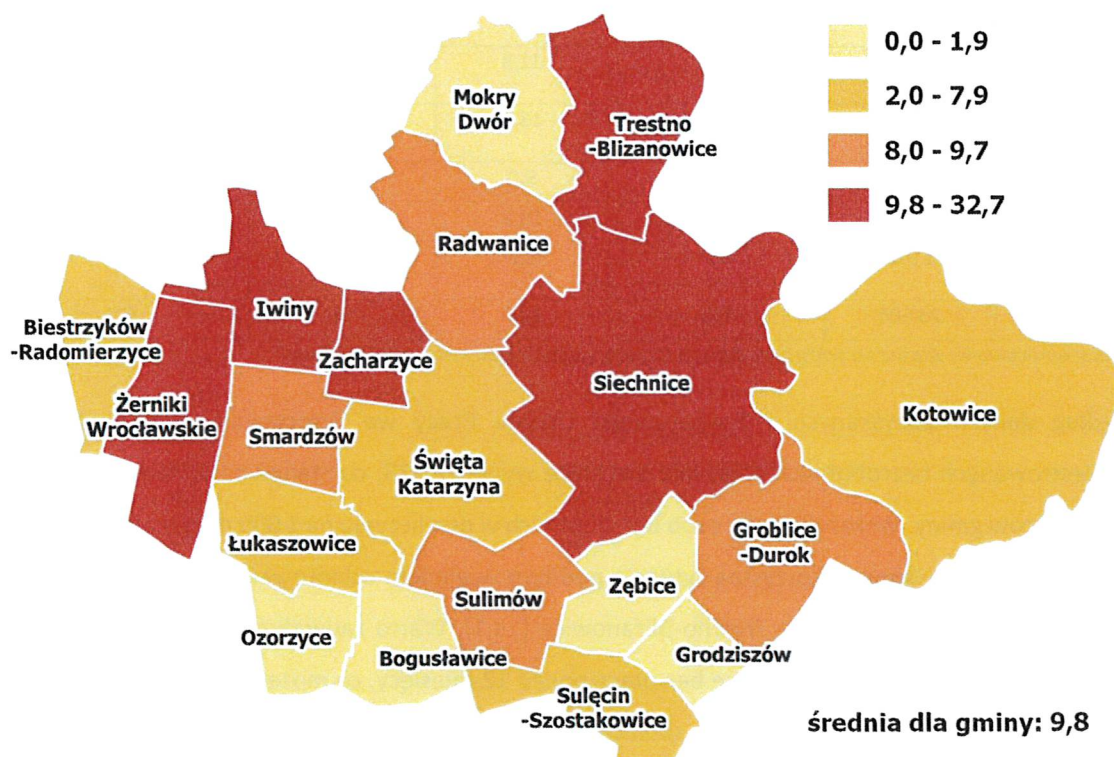 0,0 - 1,9
2,0 - 7,9
8,0 - 9,7
9,8 - 32,7
Mokry
Dwór
Trestno
-Blizanowice
Radwanice
Iwiny
Biestrzyków
-Radomierzyce
Zacharzyce
Siechnice
Żerniki
Wrocławskie
Kotowice
Smardzów
Święta
Katarzyna
Łukaszowice
Groblice
-Durok
Zębice
Sulimów
Ozorzyce
Bogusławice
Grodziszów
Sulęcin
-Szostakowice
średnia dla gminy: 9,8